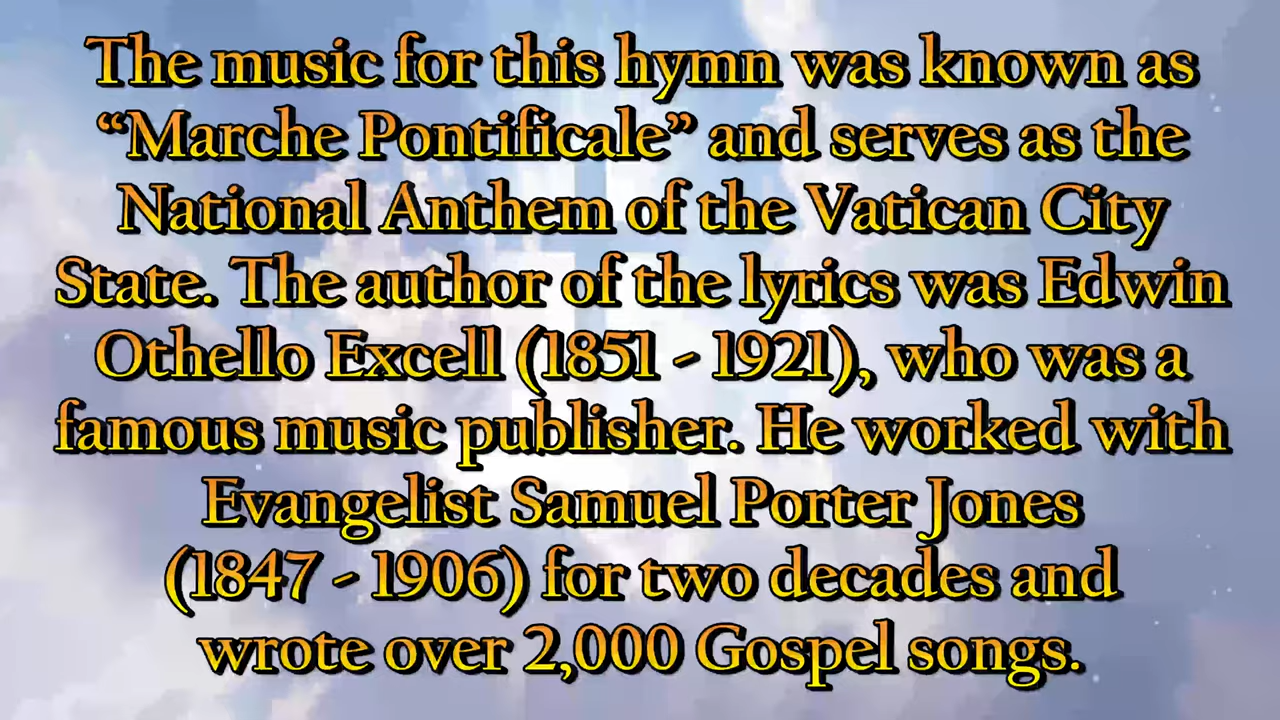 The music for this hymn was known as
“Marche Pontificale” and serves as the
National Anthem of the Vatican City
State. The author of the lyrics was Edwin
Othello Excell (1851 - 1921), who was a
famous music publisher. He worked with
Evangelist Samuel Porter Jones
(1847 - 1906) for two decades and
wrote over 2,000 Gospel songs.